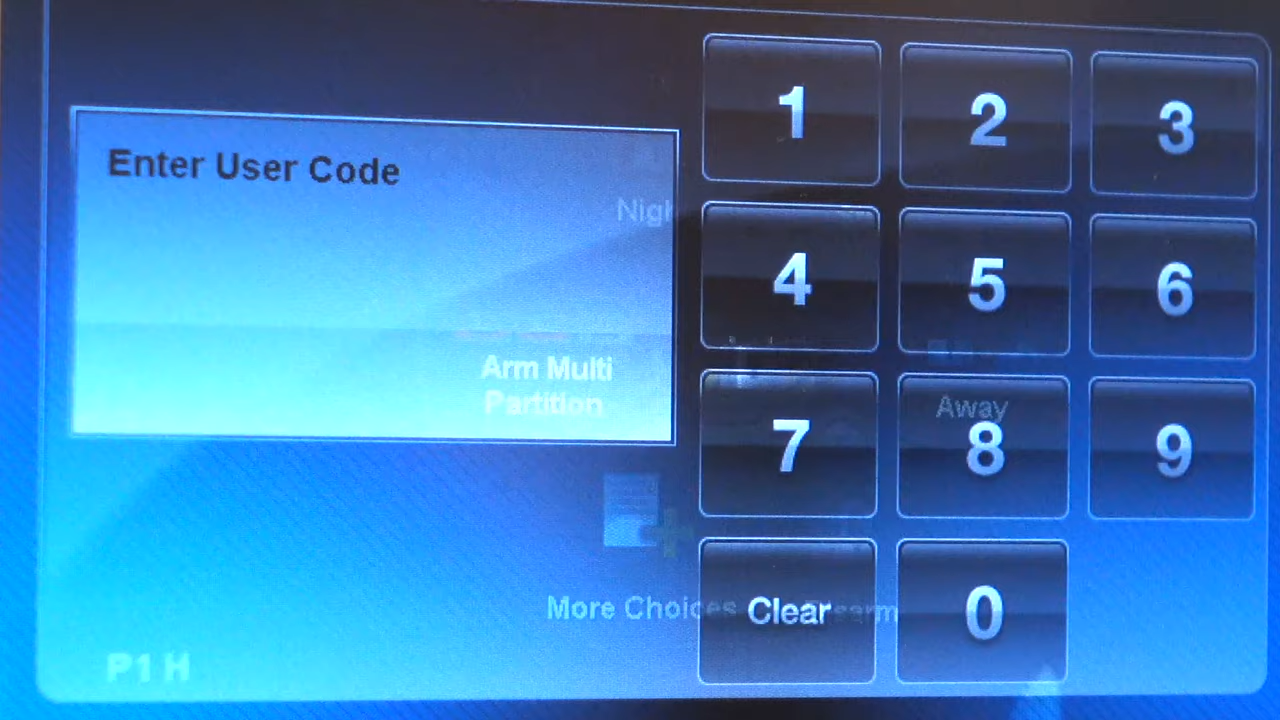 Enter User Code
Arm Multi
Partition
More Choices
P1 H
1 2 3
4 5 6
7 8 9
Away
Clear 0